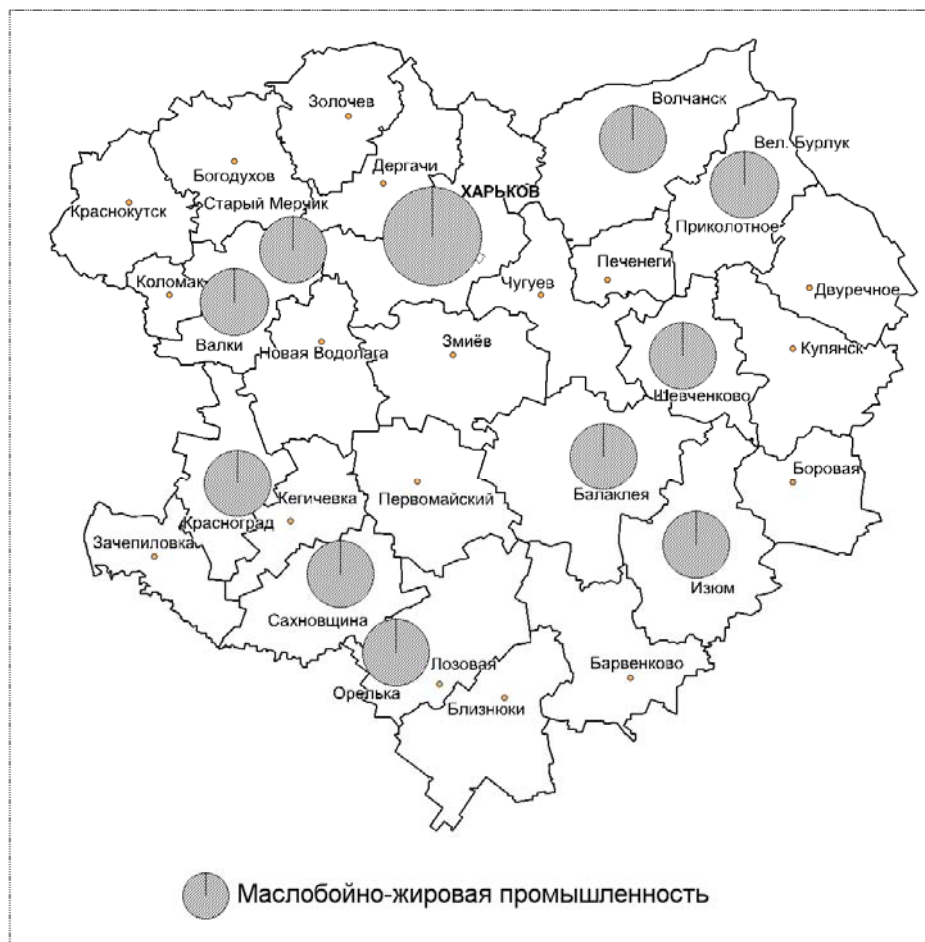 Золочев
Волчанск
Вел. Бурлук
Дергачи
Богодухов
ХАРЬКОВ
Старый Мерчик
Краснокутск
Приколотное
Печенеги
Коломак
Чугуев
Двуречное
Валки
Новая Водолага
Змиёв
Купянск
Шевченково
Боровая
Балаклея
Кегичевка
Первомайский
Красноград
Зачепиловка
Изюм
Сахновщина
Лозовая
Барвенково
Орелька
Близнюки
Маслобойно-жировая промышленность